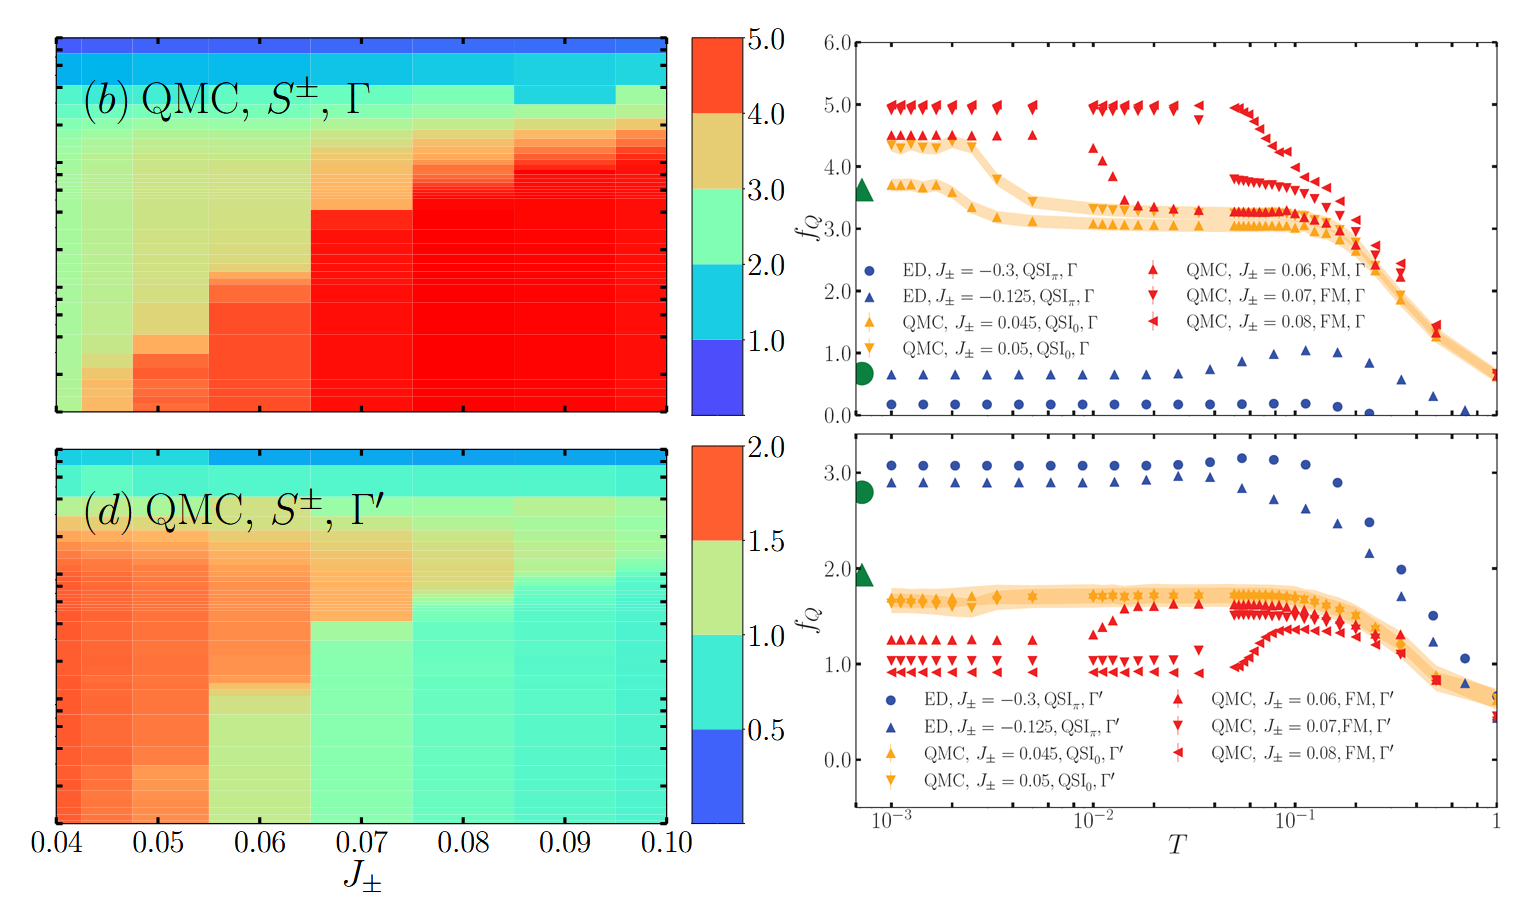 (b) QMC, S±, Γ
5.0
4.0
3.0
2.0
1.0
(d) QMC, S±, Γ′
2.0
1.5
1.0
0.5
0.04 0.05 0.06 0.07 0.08 0.09 0.10
J±
6.0
5.0
4.0
3.0
2.0
1.0
0.0
f_Q
ED, J± = −0.3, QSIπ, Γ
ED, J± = −0.125, QSIπ, Γ
QMC, J± = 0.045, QSI₀, Γ
QMC, J± = 0.05, QSI₀, Γ
QMC, J± = 0.06, FM, Γ
QMC, J± = 0.07, FM, Γ
QMC, J± = 0.08, FM, Γ
3.0
2.0
1.0
0.0
f_Q
ED, J± = −0.3, QSIπ, Γ′
ED, J± = −0.125, QSIπ, Γ′
QMC, J± = 0.045, QSI₀, Γ′
QMC, J± = 0.05, QSI₀, Γ′
QMC, J± = 0.06, FM, Γ′
QMC, J± = 0.07,FM, Γ′
QMC, J± = 0.08, FM, Γ′
10⁻³ 10⁻² 10⁻¹ 1
T